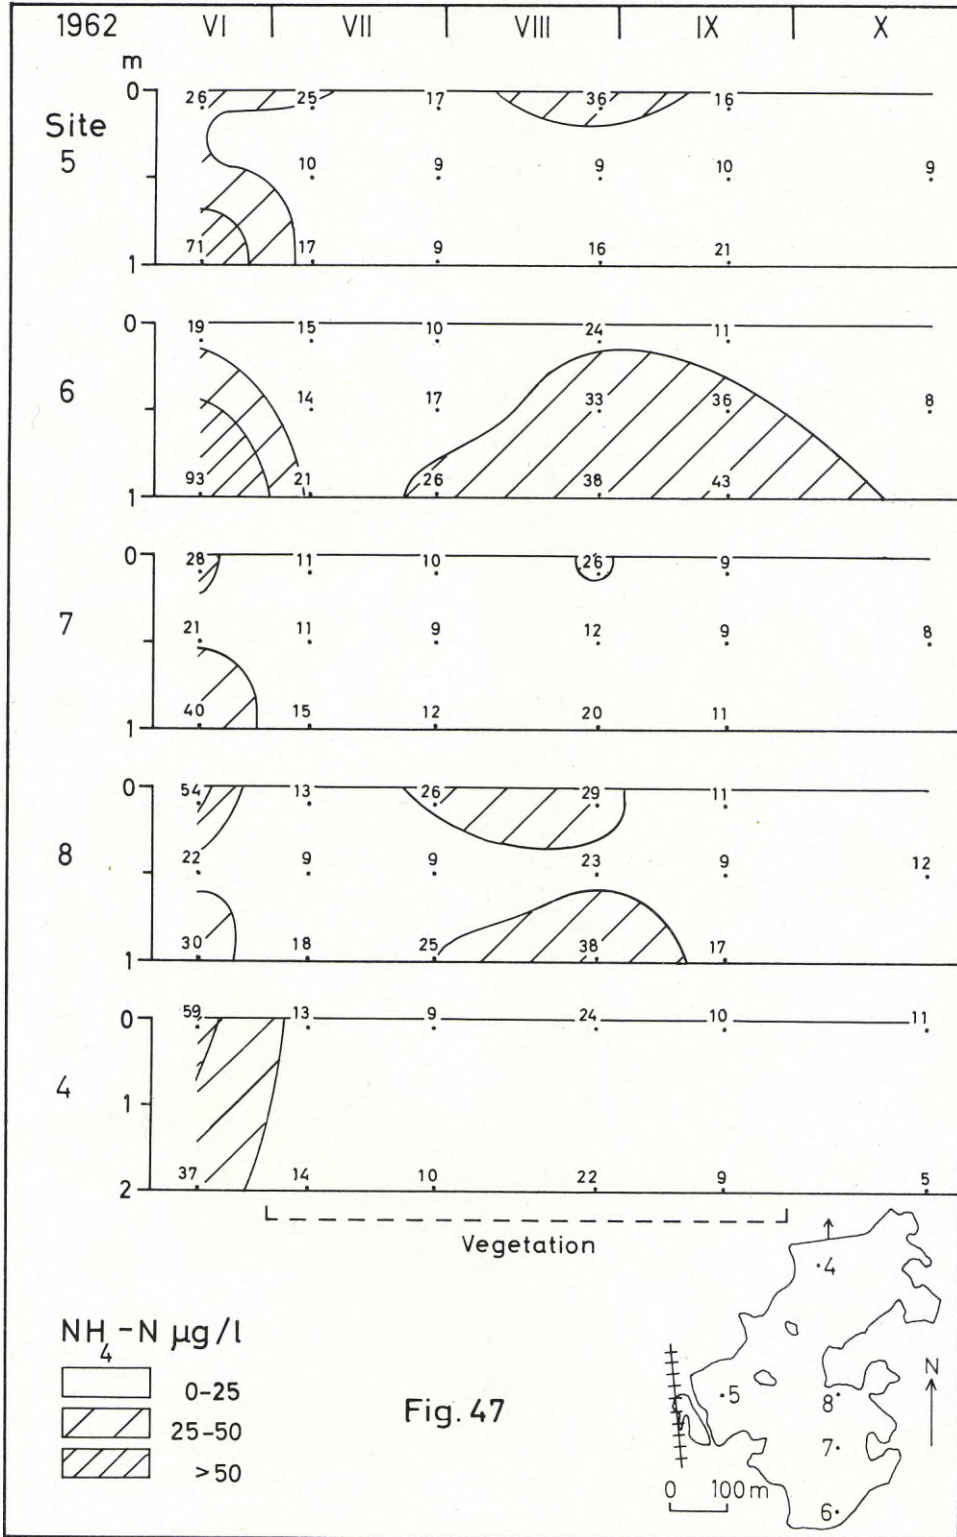 1962 VI VII VIII IX X
m
0 26 25 17 36 16
Site
5 10 9 9 10 9
1 71 17 9 16 21
0 19 15 10 24 11
6 14 17 33 36 8
1 93 21 26 38 43
0 28 11 10 26 9
7 21 11 9 12 9 8
1 40 15 12 20 11
0 54 13 26 29 11
8 22 9 9 23 9 12
1 30 18 25 38 17
0 59 13 9 24 10 11
4 1
2 37 14 10 22 9 5
Vegetation
NH4-N µg/l
0-25
25-50
>50
Fig. 47
4
5
8
7
6
N
0 100 m